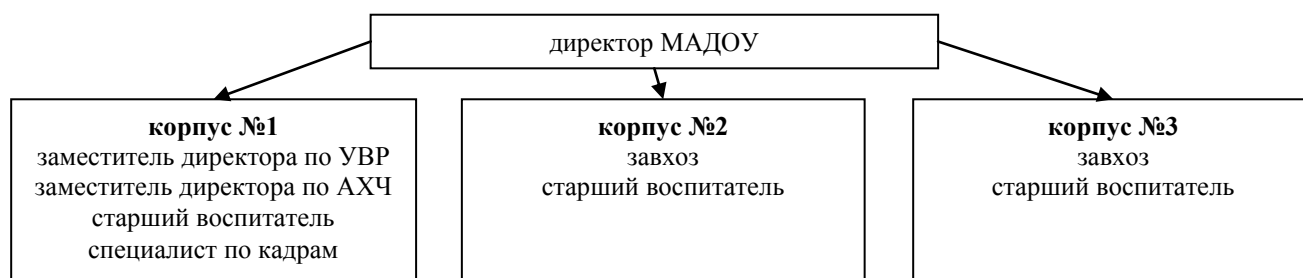 директор МАДОУ
корпус №1
заместитель директора по УВР
заместитель директора по АХЧ
старший воспитатель
специалист по кадрам
корпус №2
завхоз
старший воспитатель
корпус №3
завхоз
старший воспитатель